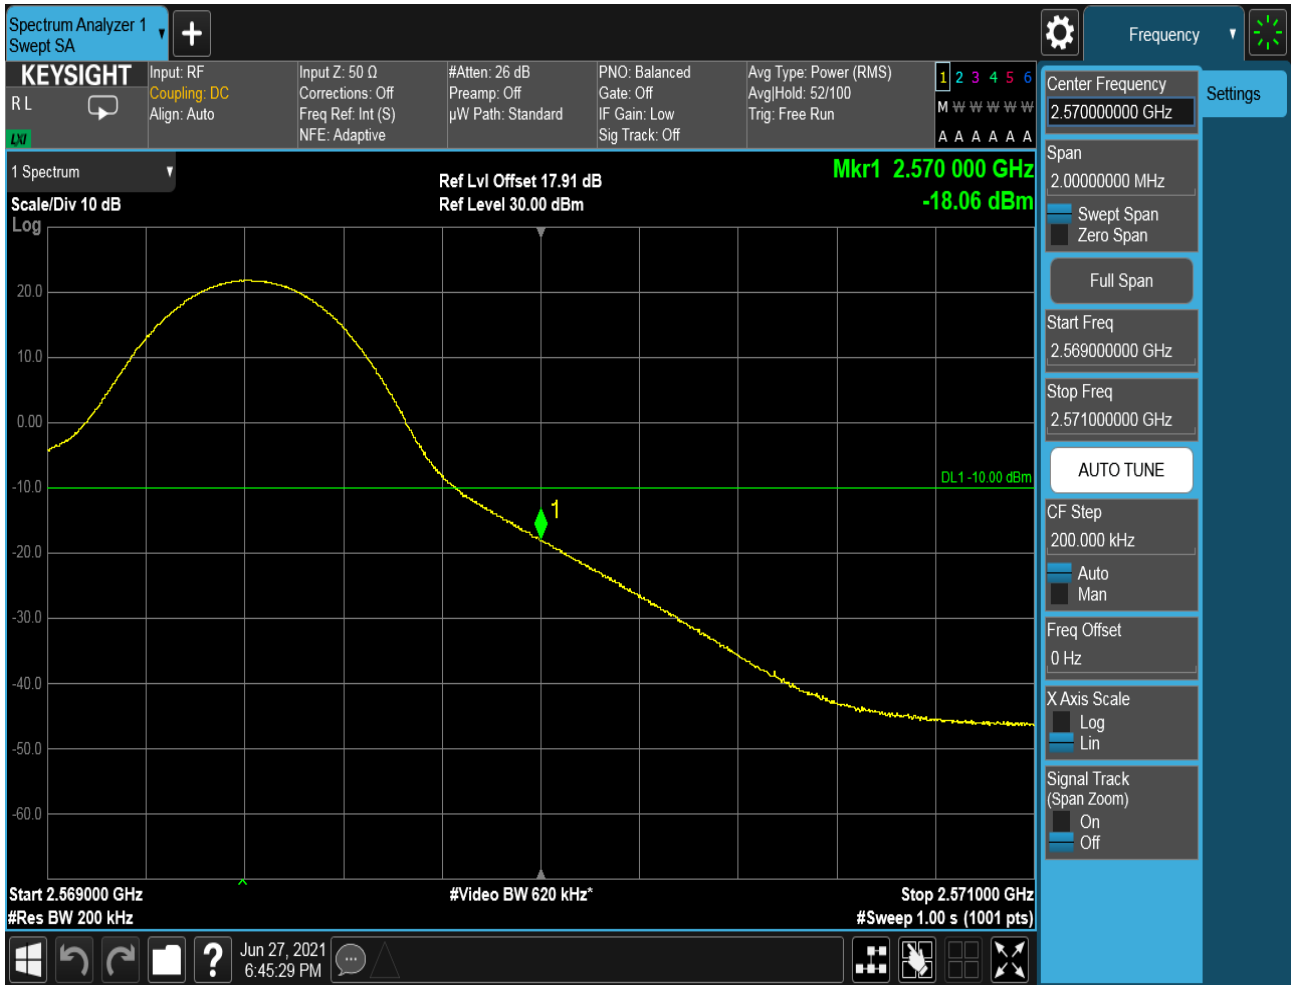 Spectrum Analyzer 1
Swept SA
Frequency
KEYSIGHT
R L
LXI
Input: RF
Coupling: DC
Align: Auto
Input Z: 50 Ω
Corrections: Off
Freq Ref: Int (S)
NFE: Adaptive
#Atten: 26 dB
Preamp: Off
µW Path: Standard
PNO: Balanced
Gate: Off
IF Gain: Low
Sig Track: Off
Avg Type: Power (RMS)
Avg|Hold: 52/100
Trig: Free Run
1 2 3 4 5 6
M W W W W W
A A A A A A
1 Spectrum
Scale/Div 10 dB
Log
Ref Lvl Offset 17.91 dB
Ref Level 30.00 dBm
Mkr1 2.570 000 GHz
-18.06 dBm
20.0
10.0
0.00
-10.0
-20.0
-30.0
-40.0
-50.0
-60.0
DL1 -10.00 dBm
1
Start 2.569000 GHz
#Res BW 200 kHz
#Video BW 620 kHz*
Stop 2.571000 GHz
#Sweep 1.00 s (1001 pts)
Jun 27, 2021
6:45:29 PM
Center Frequency
2.570000000 GHz
Settings
Span
2.00000000 MHz
Swept Span
Zero Span
Full Span
Start Freq
2.569000000 GHz
Stop Freq
2.571000000 GHz
AUTO TUNE
CF Step
200.000 kHz
Auto
Man
Freq Offset
0 Hz
X Axis Scale
Log
Lin
Signal Track
(Span Zoom)
On
Off